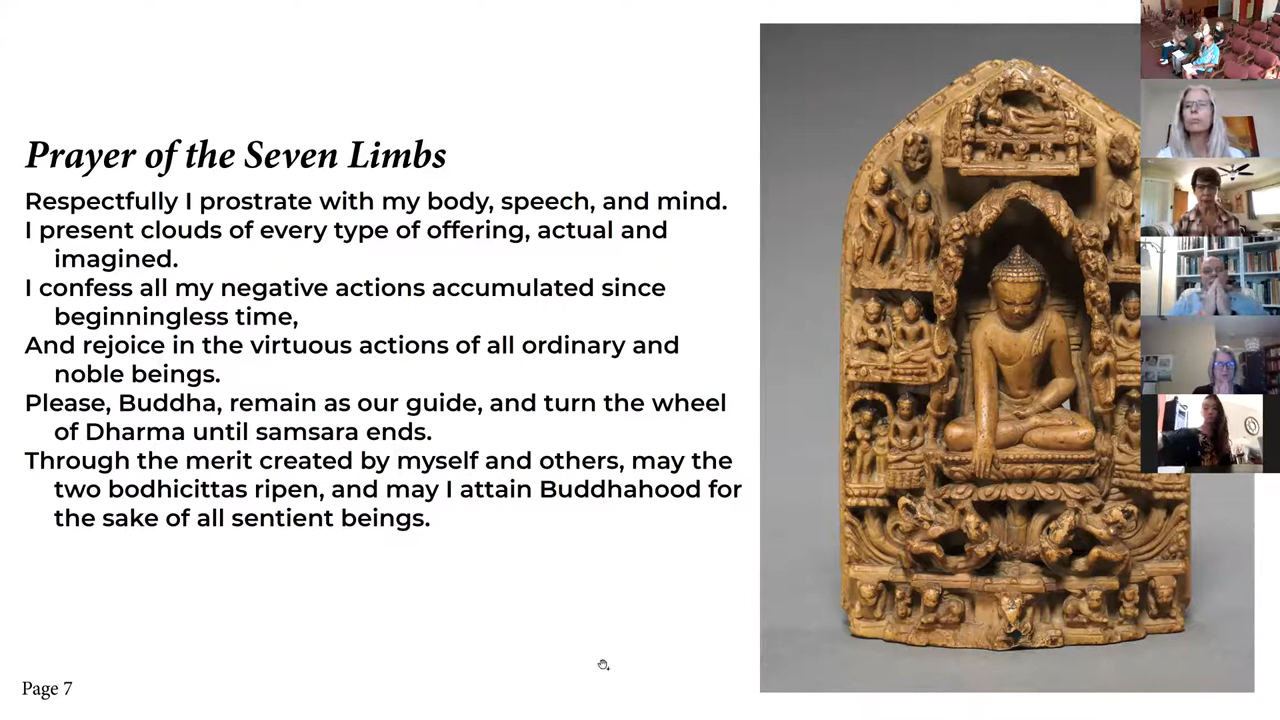 Prayer of the Seven Limbs
Respectfully I prostrate with my body, speech, and mind.
I present clouds of every type of offering, actual and
imagined.
I confess all my negative actions accumulated since
beginningless time,
And rejoice in the virtuous actions of all ordinary and
noble beings.
Please, Buddha, remain as our guide, and turn the wheel
of Dharma until samsara ends.
Through the merit created by myself and others, may the
two bodhicittas ripen, and may I attain Buddhahood for
the sake of all sentient beings.
Page 7